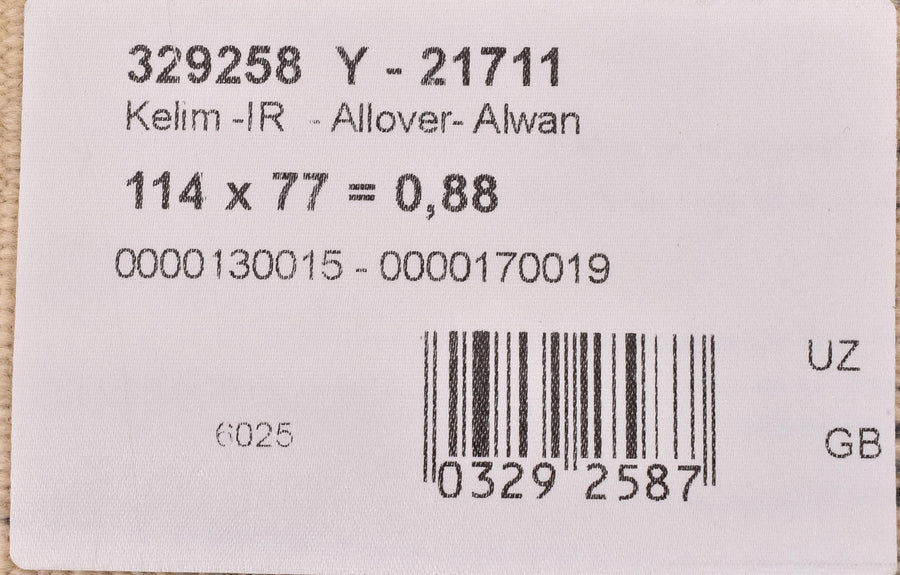 329258 Y - 21711
Kelim -IR - Allover- Alwan
114 x 77 = 0,88
0000130015 - 0000170019
UZ
6025
GB
0329 2587